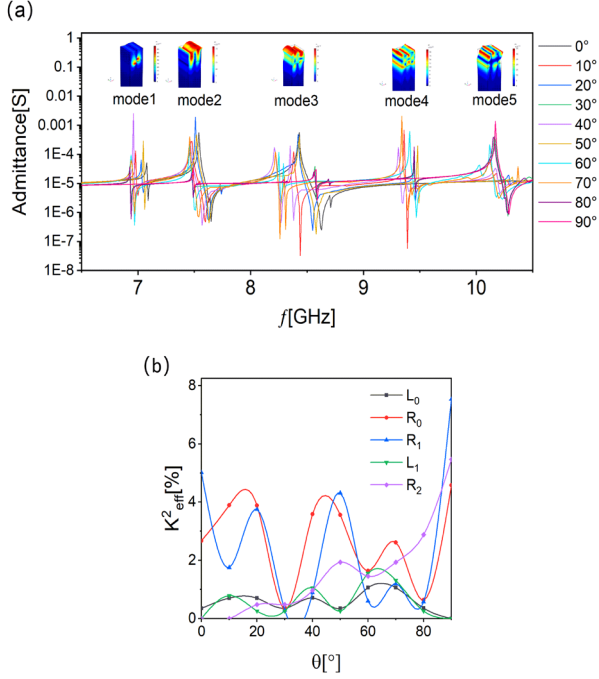 (a)
1
0.1
0.01
0.001
1E-4
1E-5
1E-6
1E-7
1E-8
Admittance[S]
mode1
mode2
mode3
mode4
mode5
7
8
9
10
f[GHz]
0°
10°
20°
30°
40°
50°
60°
70°
80°
90°
(b)
8
6
4
2
0
K²eff[%]
L₀
R₀
R₁
L₁
R₂
0
20
40
60
80
θ[°]